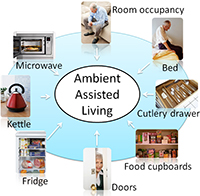 Room occupancy
Microwave
Bed
Ambient
Assisted
Living
Cutlery drawer
Kettle
Food cupboards
Fridge
Doors